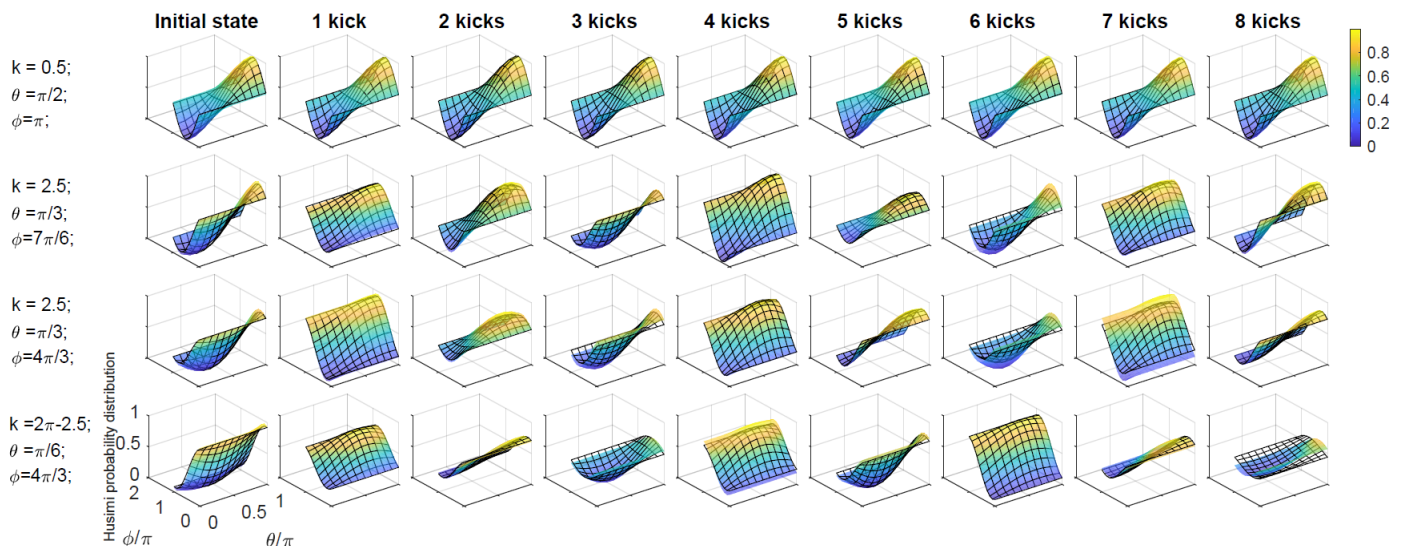 Initial state 1 kick 2 kicks 3 kicks 4 kicks 5 kicks 6 kicks 7 kicks 8 kicks
k = 0.5;
θ =π/2;
ϕ=π;
0.8
0.6
0.4
0.2
0
k = 2.5;
θ =π/3;
ϕ=7π/6;
k = 2.5;
θ =π/3;
ϕ=4π/3;
k =2π-2.5;
θ =π/6;
ϕ=4π/3;
Husimi probability distribution
1
0.5
0
2
1
0
ϕ/π
0
0.5
1
θ/π